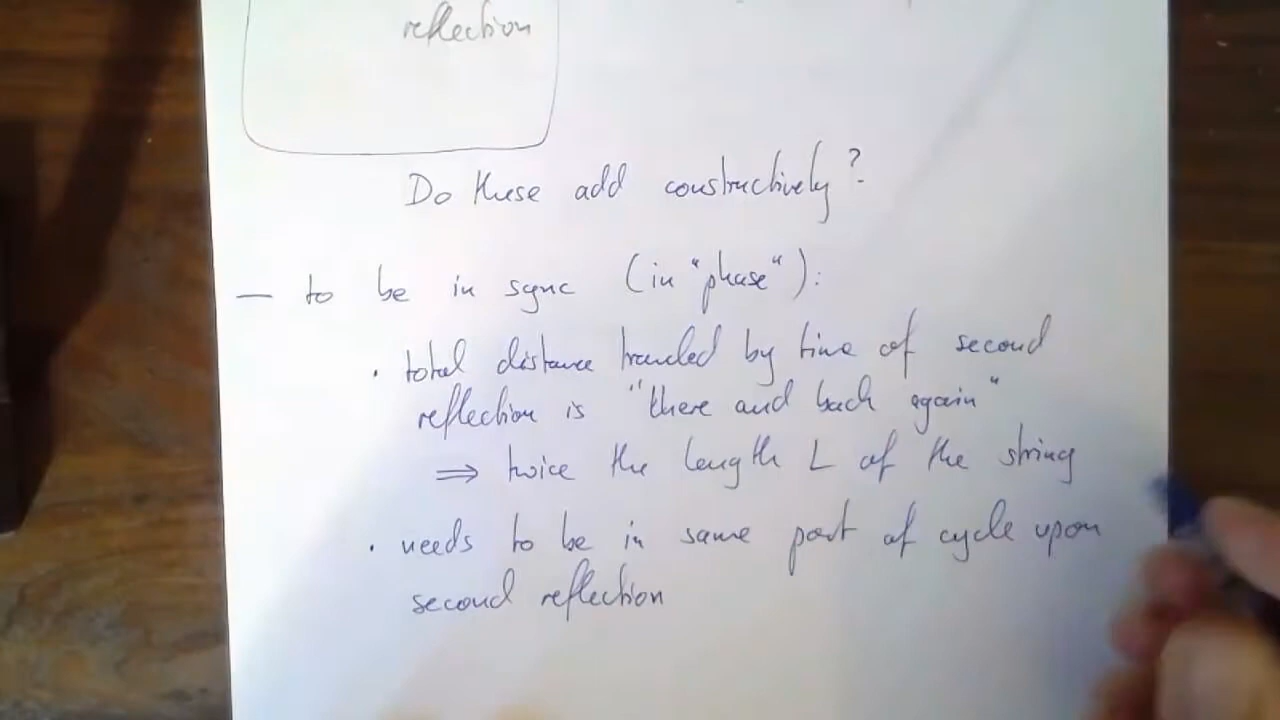 reflection
Do these add constructively?
— to be in sync (in "phase"):
• total distance traveled by time of second
reflection is "there and back again"
⇒ twice the length L of the string
• needs to be in same part of cycle upon
second reflection